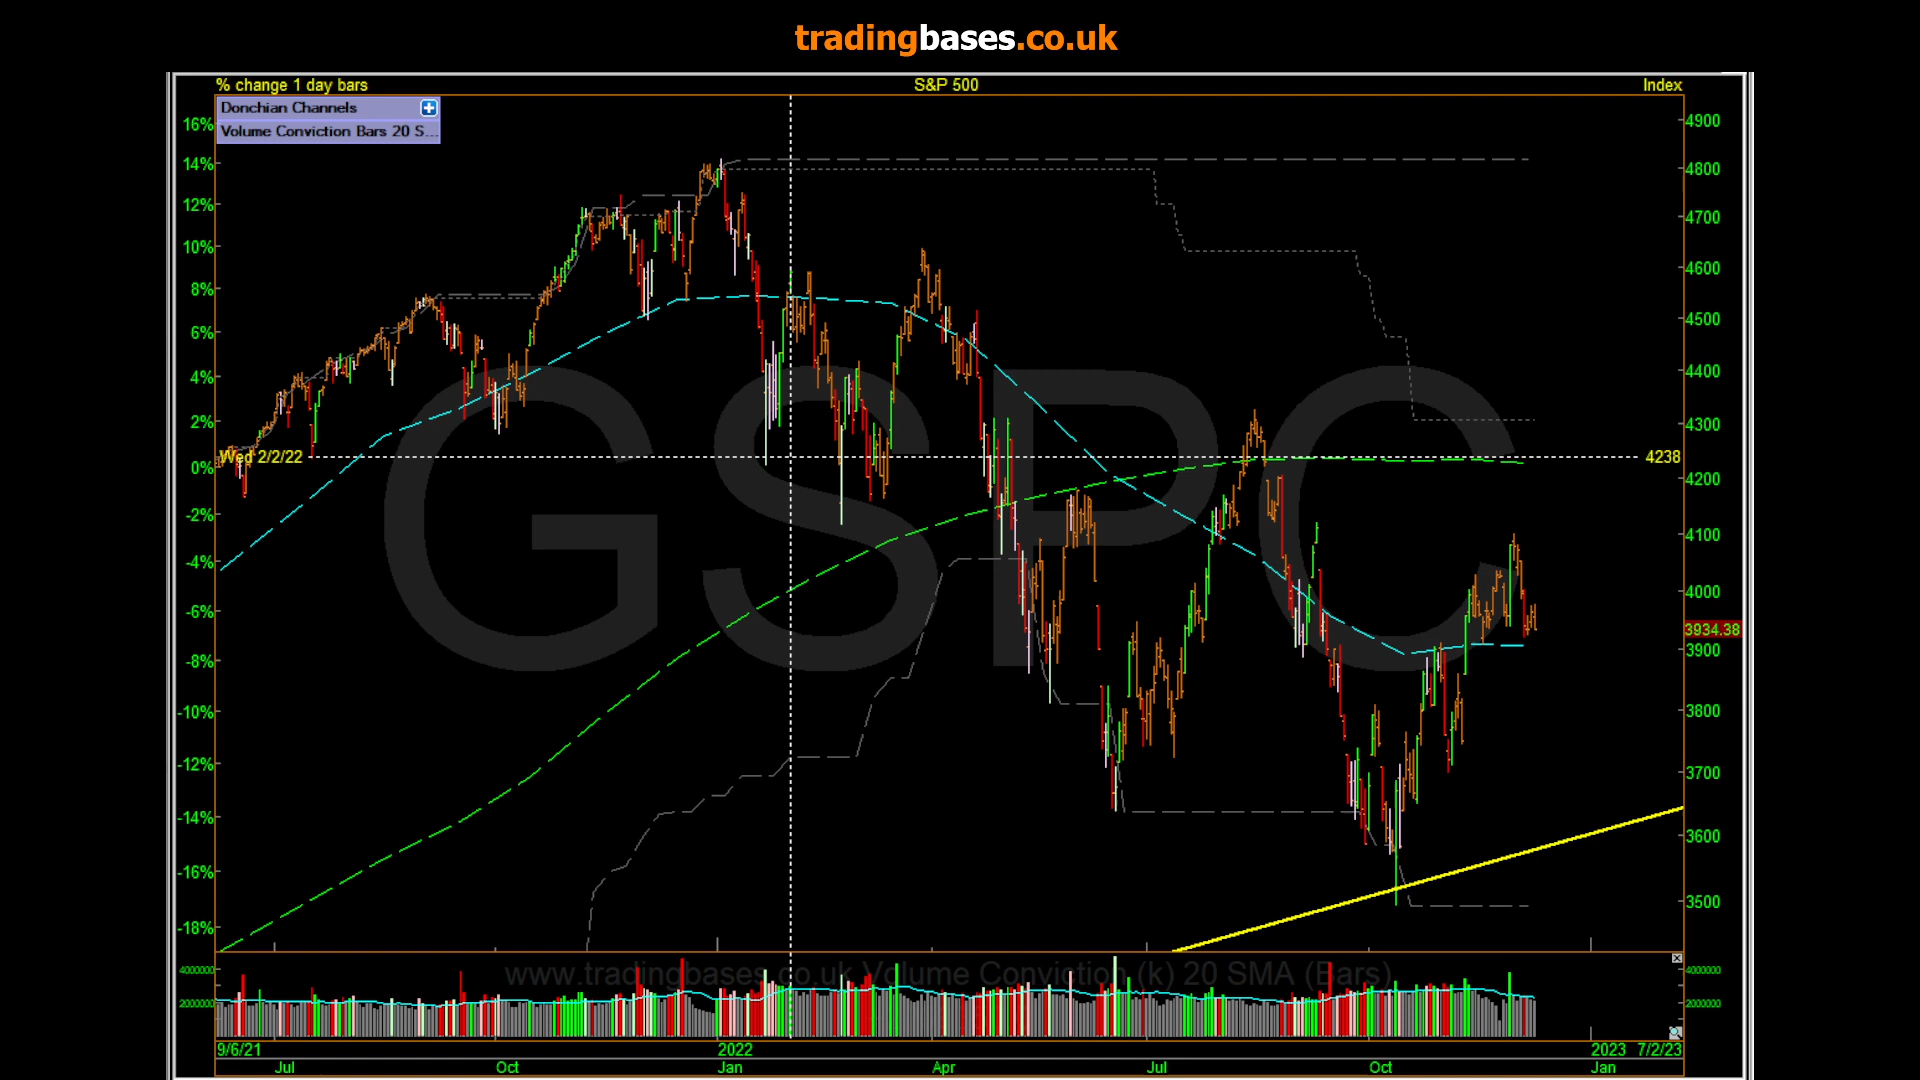 tradingbases.co.uk
% change 1 day bars
S&P 500
Index
Donchian Channels
Volume Conviction Bars 20 S...
16%
14%
12%
10%
8%
6%
4%
2%
0%
-2%
-4%
-6%
-8%
-10%
-12%
-14%
-16%
-18%
Wed 2/2/22
GSPC
4900
4800
4700
4600
4500
4400
4300
4238
4200
4100
4000
3934.38
3900
3800
3700
3600
3500
www.tradingbases.co.uk Volume Conviction (k) 20 SMA (Bars)
4000000
2000000
4000000
2000000
9/6/21
2022
2023
7/2/23
Jul
Oct
Jan
Apr
Jul
Oct
Jan